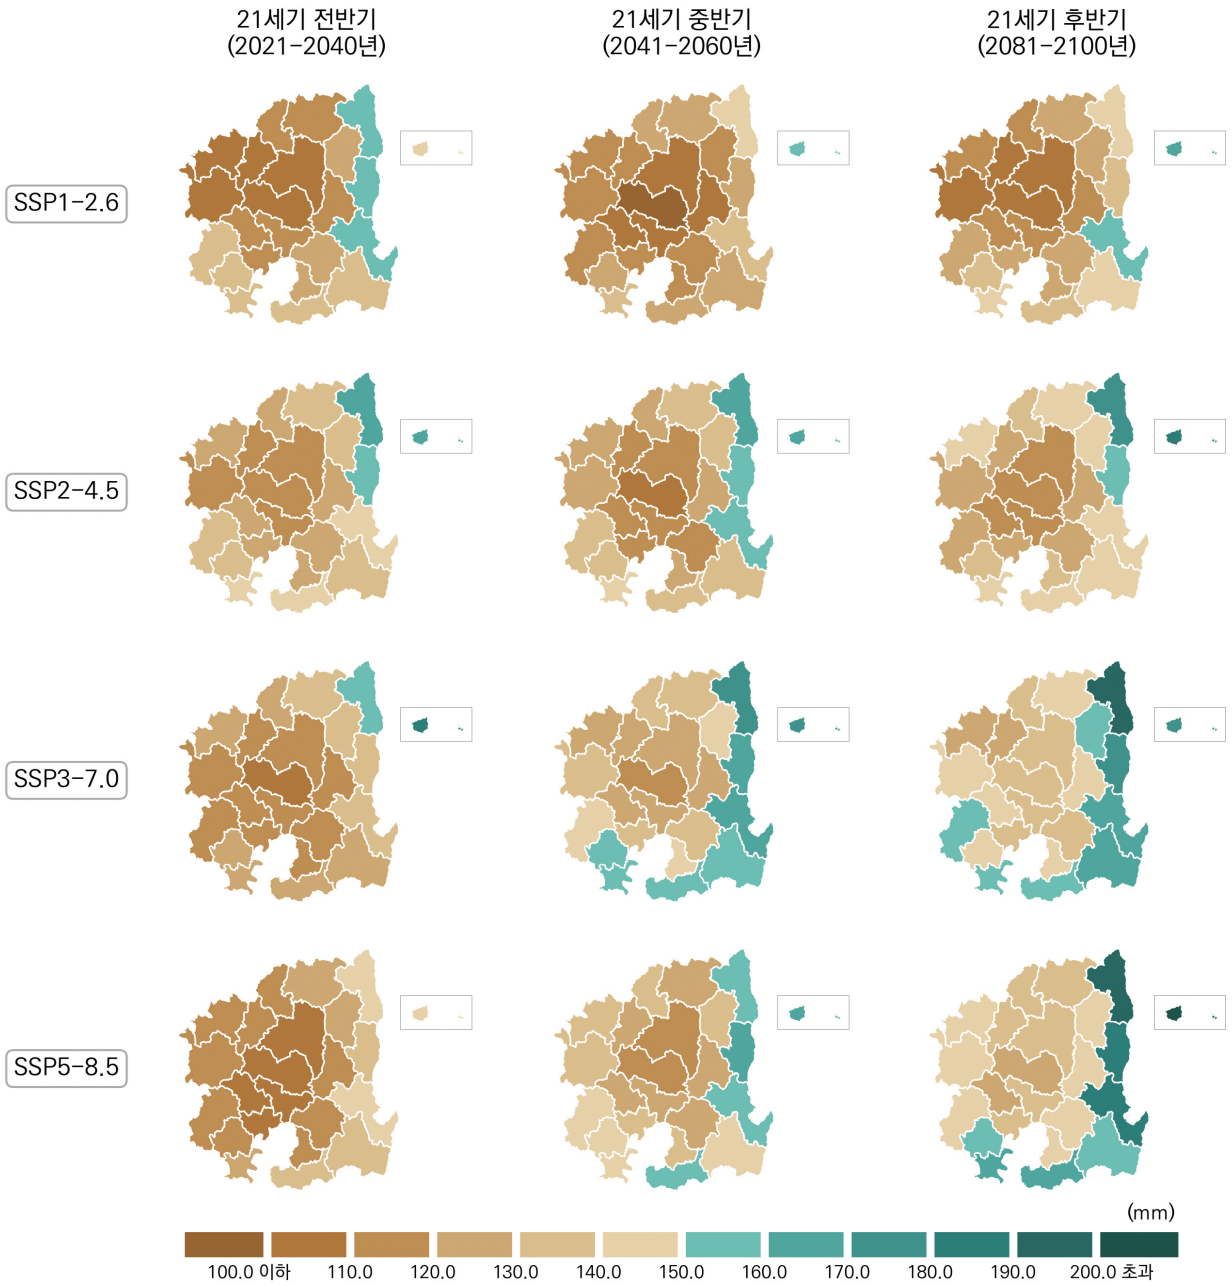 21세기 전반기
(2021-2040년)
21세기 중반기
(2041-2060년)
21세기 후반기
(2081-2100년)
SSP1-2.6
SSP2-4.5
SSP3-7.0
SSP5-8.5
(mm)
100.0 이하 110.0 120.0 130.0 140.0 150.0 160.0 170.0 180.0 190.0 200.0 초과